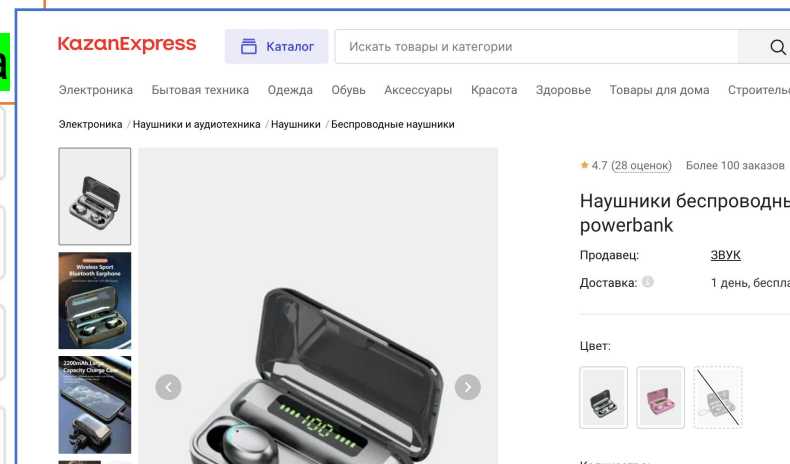 а
KazanExpress
Каталог
Искать товары и категории
Электроника Бытовая техника Одежда Обувь Аксессуары Красота Здоровье Товары для дома
Электроника / Наушники и аудиотехника / Наушники / Беспроводные наушники
4.7 (28 оценок) Более 100 заказов
Наушники беспроводны
powerbank
Продавец: ЗВУК
Доставка: 1 день, беспла
Цвет:
Wireless Sport
Bluetooth Earphone
2200mAh Large
Capacity Charge Case
100